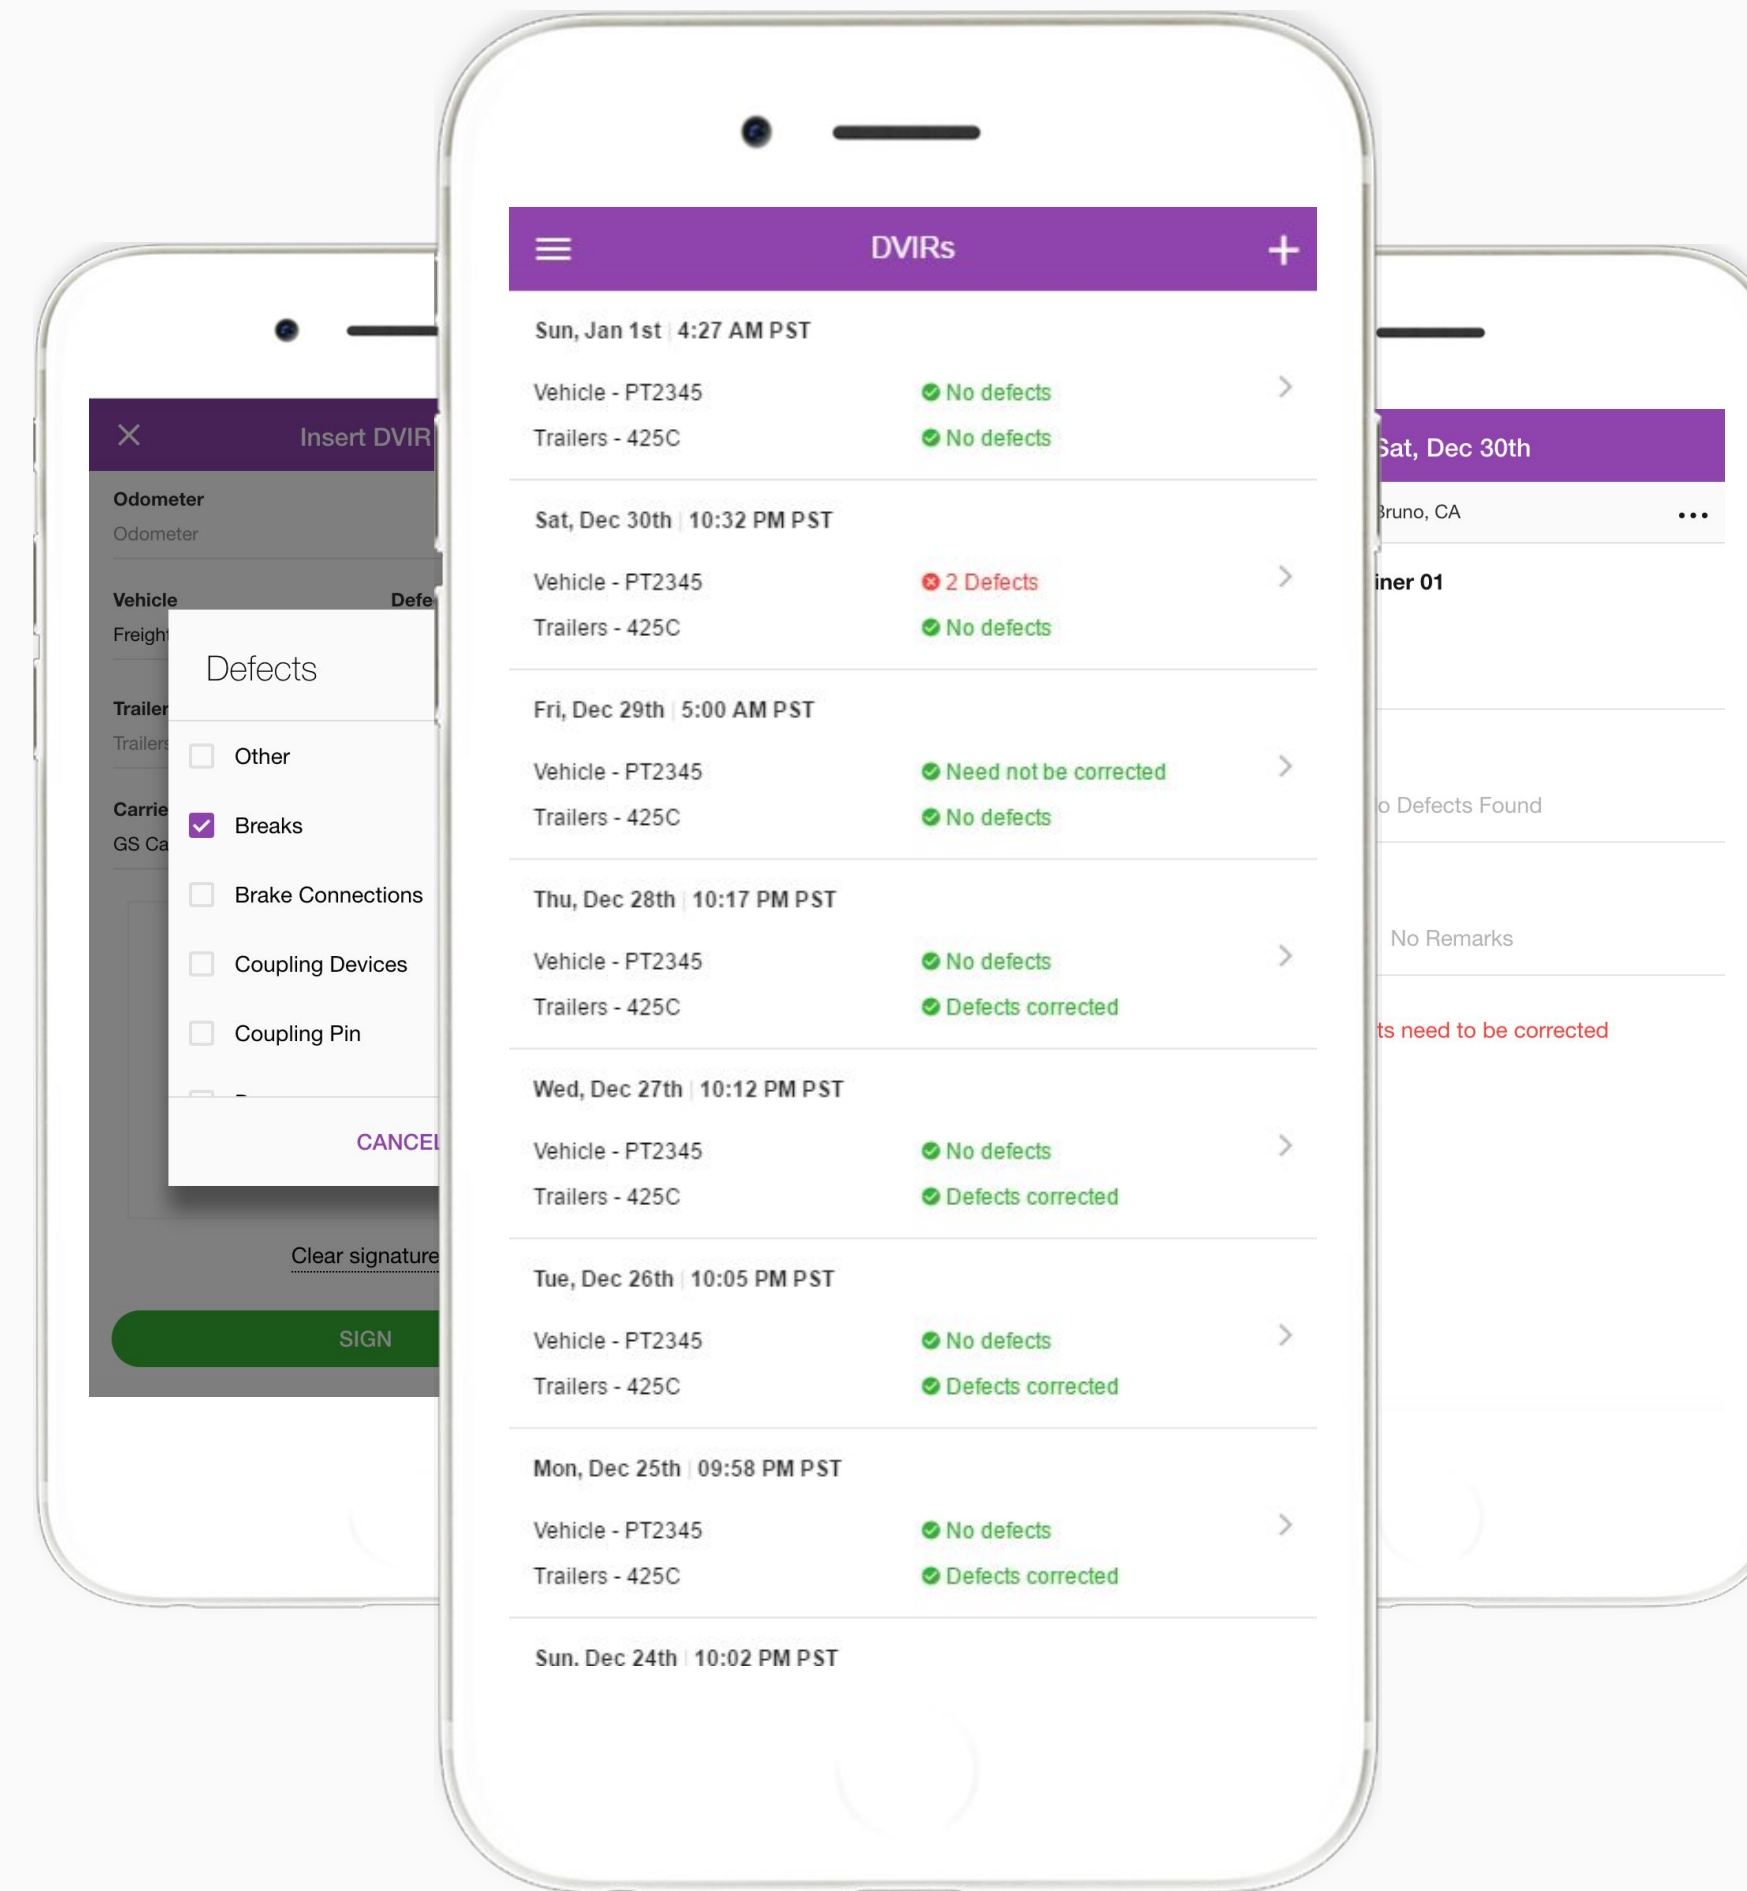 Insert DVIR
Odometer
Odometer
Vehicle
Defe
Freigh
Trailer
Trailers
Carrie
GS Ca
Defects
Other
Breaks
Brake Connections
Coupling Devices
Coupling Pin
CANCEL
Clear signature
SIGN
DVIRs
Sun, Jan 1st | 4:27 AM PST
Vehicle - PT2345 No defects
Trailers - 425C No defects
Sat, Dec 30th | 10:32 PM PST
Vehicle - PT2345 2 Defects
Trailers - 425C No defects
Fri, Dec 29th | 5:00 AM PST
Vehicle - PT2345 Need not be corrected
Trailers - 425C No defects
Thu, Dec 28th | 10:17 PM PST
Vehicle - PT2345 No defects
Trailers - 425C Defects corrected
Wed, Dec 27th | 10:12 PM PST
Vehicle - PT2345 No defects
Trailers - 425C Defects corrected
Tue, Dec 26th | 10:05 PM PST
Vehicle - PT2345 No defects
Trailers - 425C Defects corrected
Mon, Dec 25th | 09:58 PM PST
Vehicle - PT2345 No defects
Trailers - 425C Defects corrected
Sun. Dec 24th | 10:02 PM PST
Sat, Dec 30th
Bruno, CA
iner 01
o Defects Found
No Remarks
ts need to be corrected